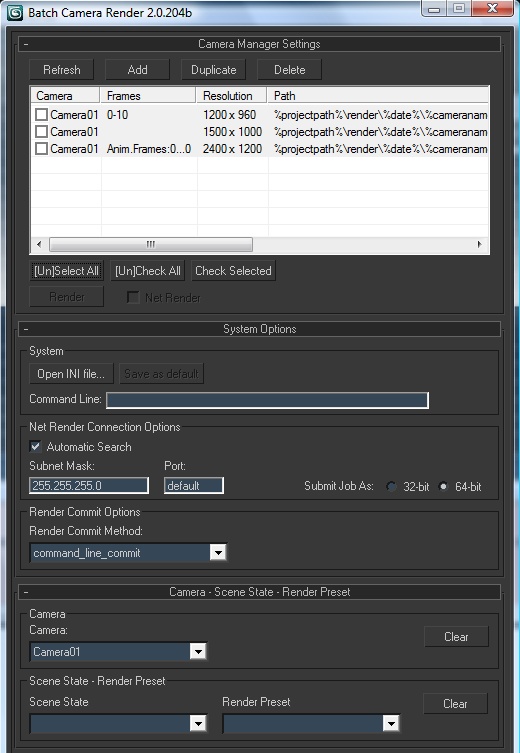 Batch Camera Render 2.0.204b
Camera Manager Settings
Refresh Add Duplicate Delete
Camera Frames Resolution Path
Camera01 0-10 1200 x 960 %projectpath%\render\%date%\%cameranam
Camera01 1500 x 1000 %projectpath%\render\%date%\%cameranam
Camera01 Anim.Frames:0...0 2400 x 1200 %projectpath%\render\%date%\%cameranam
[Un]Select All [Un]Check All Check Selected
Render Net Render
System Options
System
Open INI file... Save as default
Command Line:
Net Render Connection Options
Automatic Search
Subnet Mask: Port:
255.255.255.0 default Submit Job As: 32-bit 64-bit
Render Commit Options
Render Commit Method:
command_line_commit
Camera - Scene State - Render Preset
Camera
Camera: Clear
Camera01
Scene State - Render Preset
Scene State Render Preset Clear